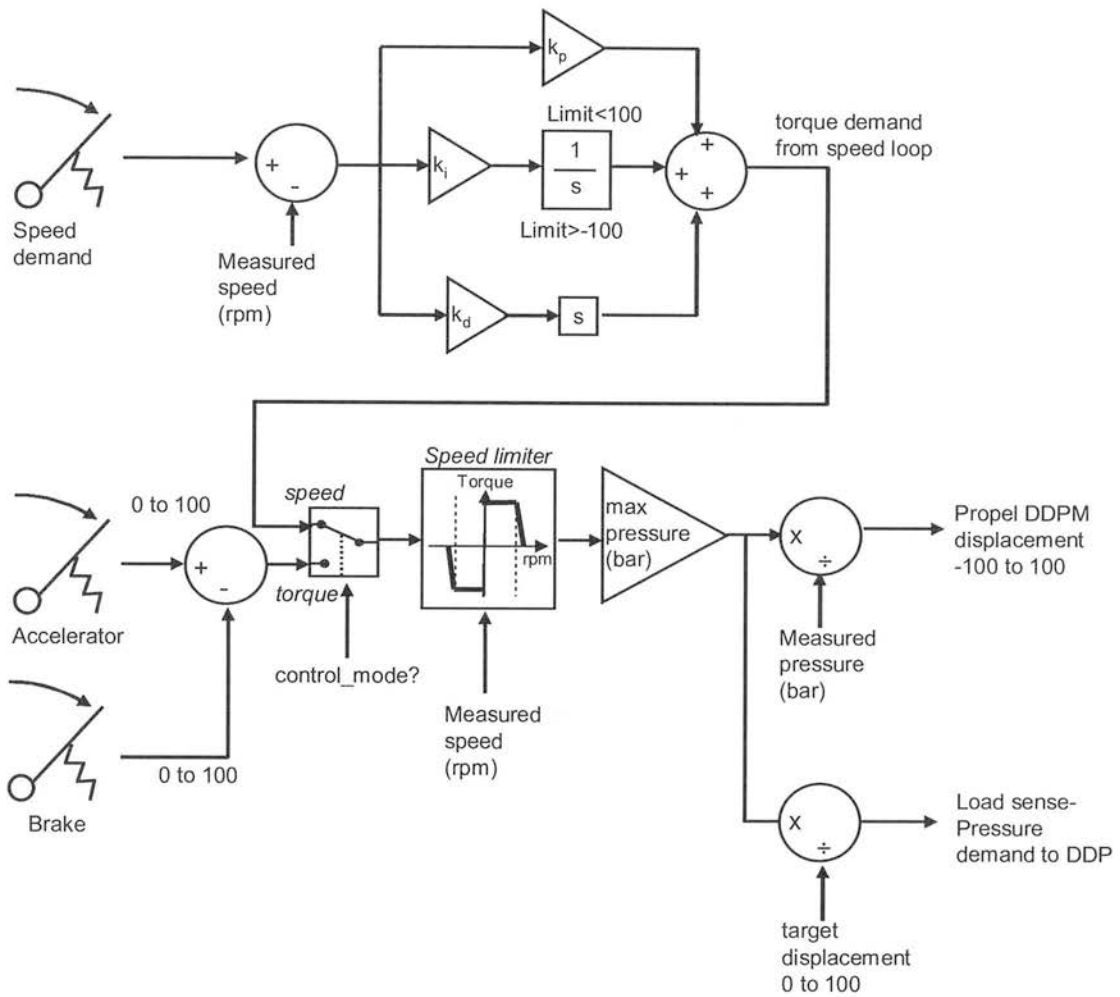 k_p
Limit<100
torque demand
from speed loop
+
1
s
+
+
+
+
-
k_i
Speed
demand
Limit>-100
Measured
speed
(rpm)
k_d
s
Speed limiter
Torque
rpm
0 to 100
speed
max
pressure
(bar)
x
÷
Propel DDPM
displacement
-100 to 100
+
-
torque
Accelerator
control_mode?
Measured
pressure
(bar)
Measured
speed
(rpm)
0 to 100
Brake
x
÷
Load sense-
Pressure
demand to DDP
target
displacement
0 to 100